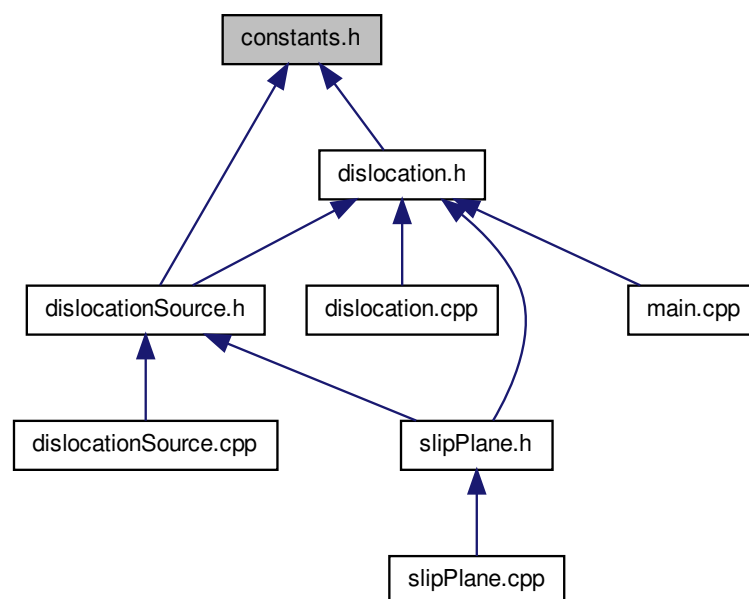 constants.h
dislocation.h
dislocationSource.h
dislocation.cpp
main.cpp
dislocationSource.cpp
slipPlane.h
slipPlane.cpp